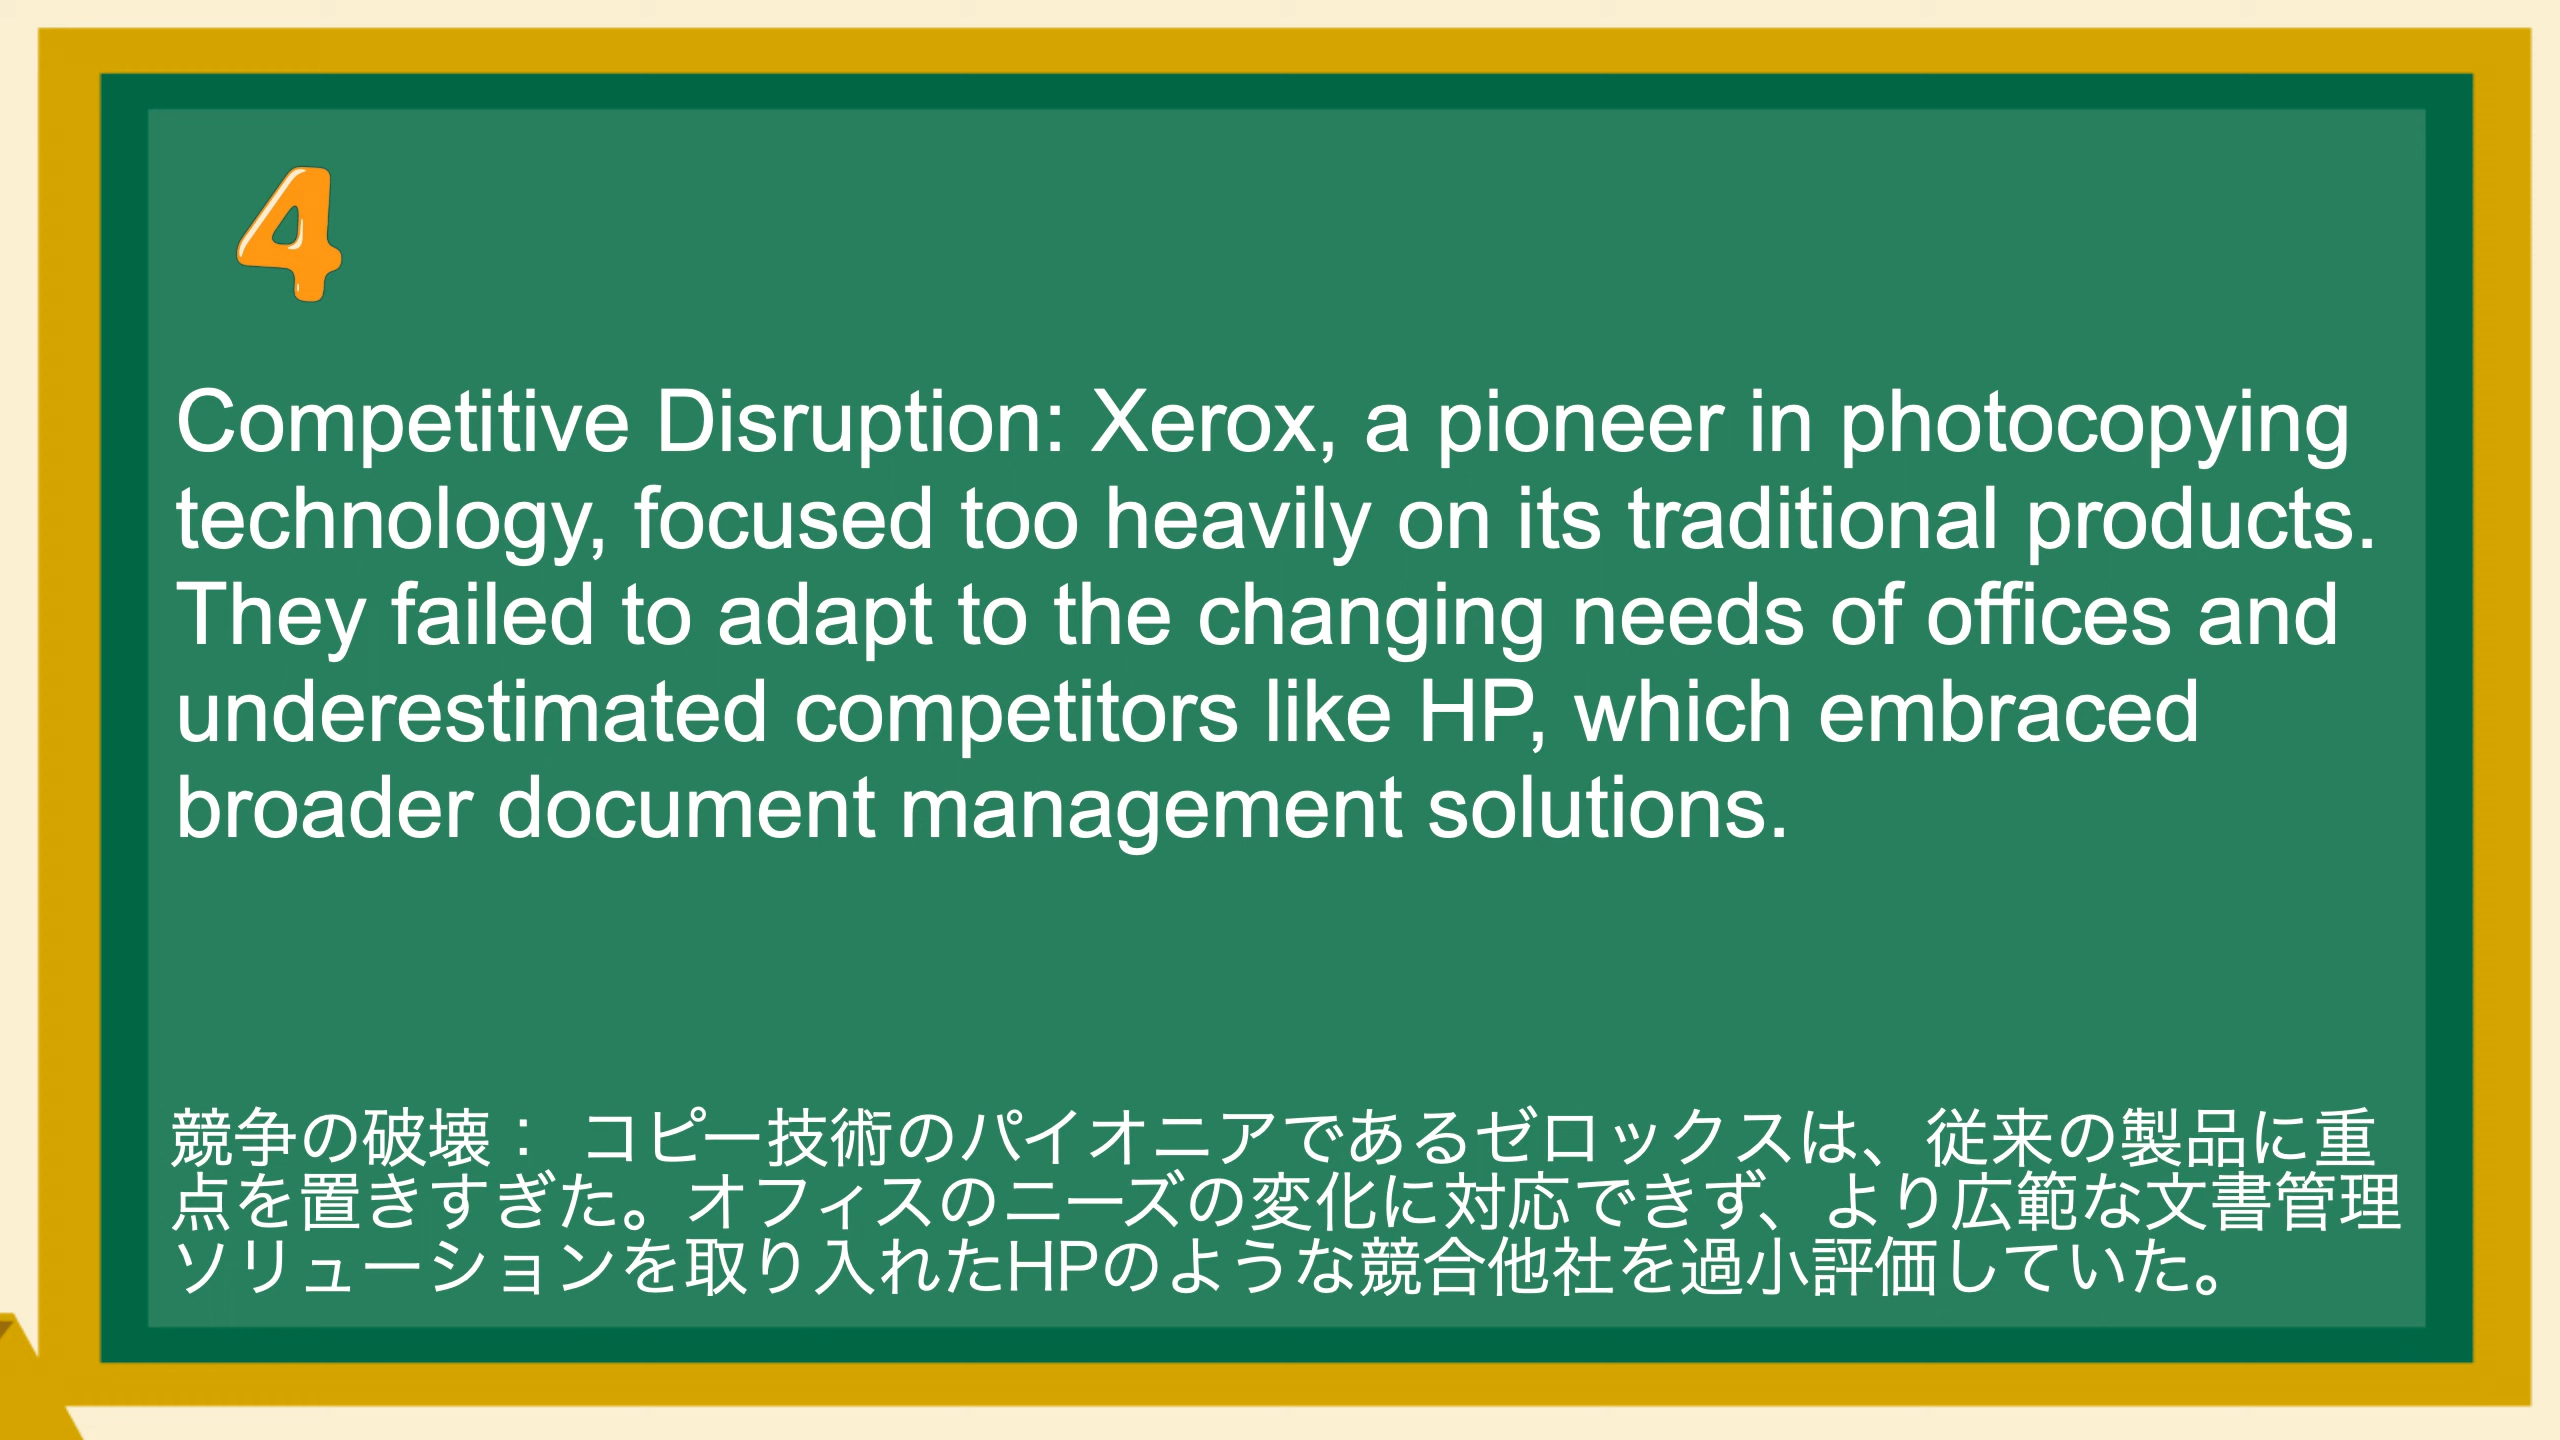 4
Competitive Disruption: Xerox, a pioneer in photocopying
technology, focused too heavily on its traditional products.
They failed to adapt to the changing needs of offices and
underestimated competitors like HP, which embraced
broader document management solutions.
競争の破壊： コピー技術のパイオニアであるゼロックスは、従来の製品に重
点を置きすぎた。オフィスのニーズの変化に対応できず、より広範な文書管理
ソリューションを取り入れたHPのような競合他社を過小評価していた。